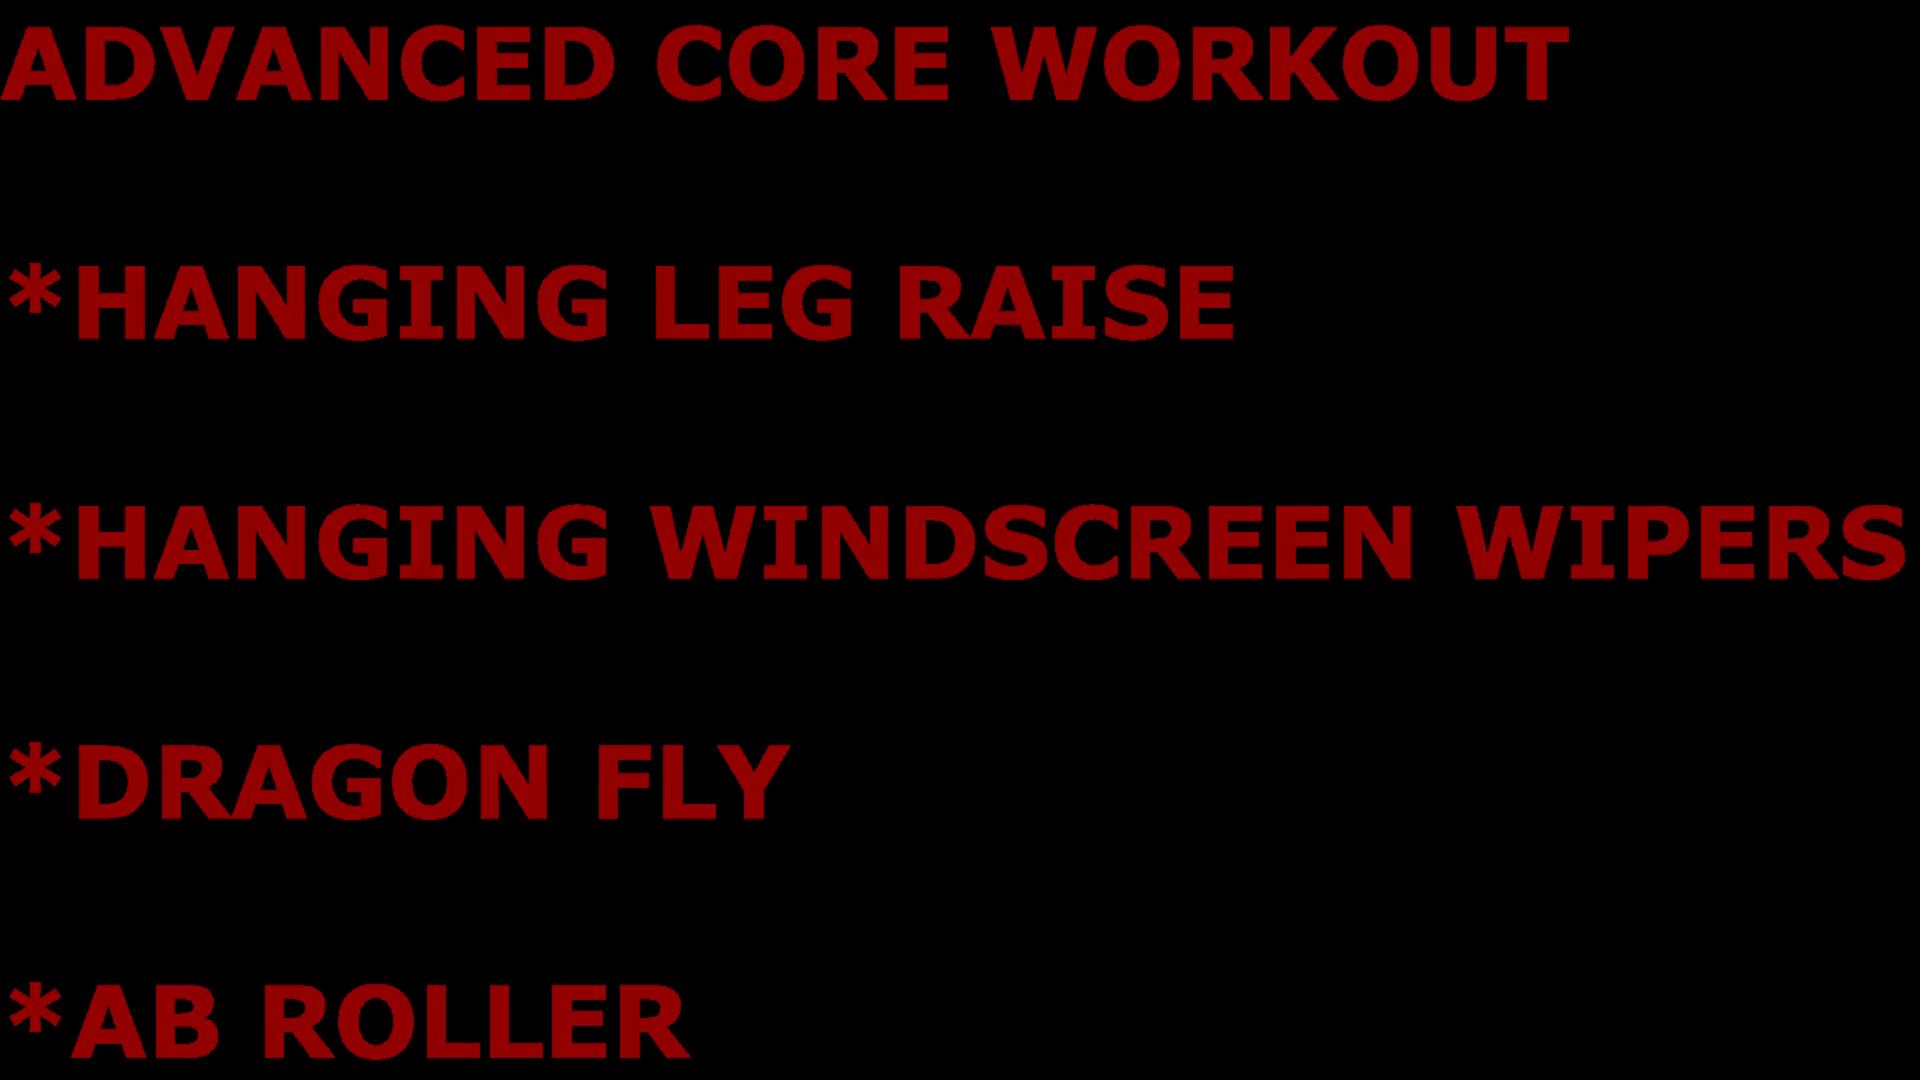 ADVANCED CORE WORKOUT
*HANGING LEG RAISE
*HANGING WINDSCREEN WIPERS
*DRAGON FLY
*AB ROLLER